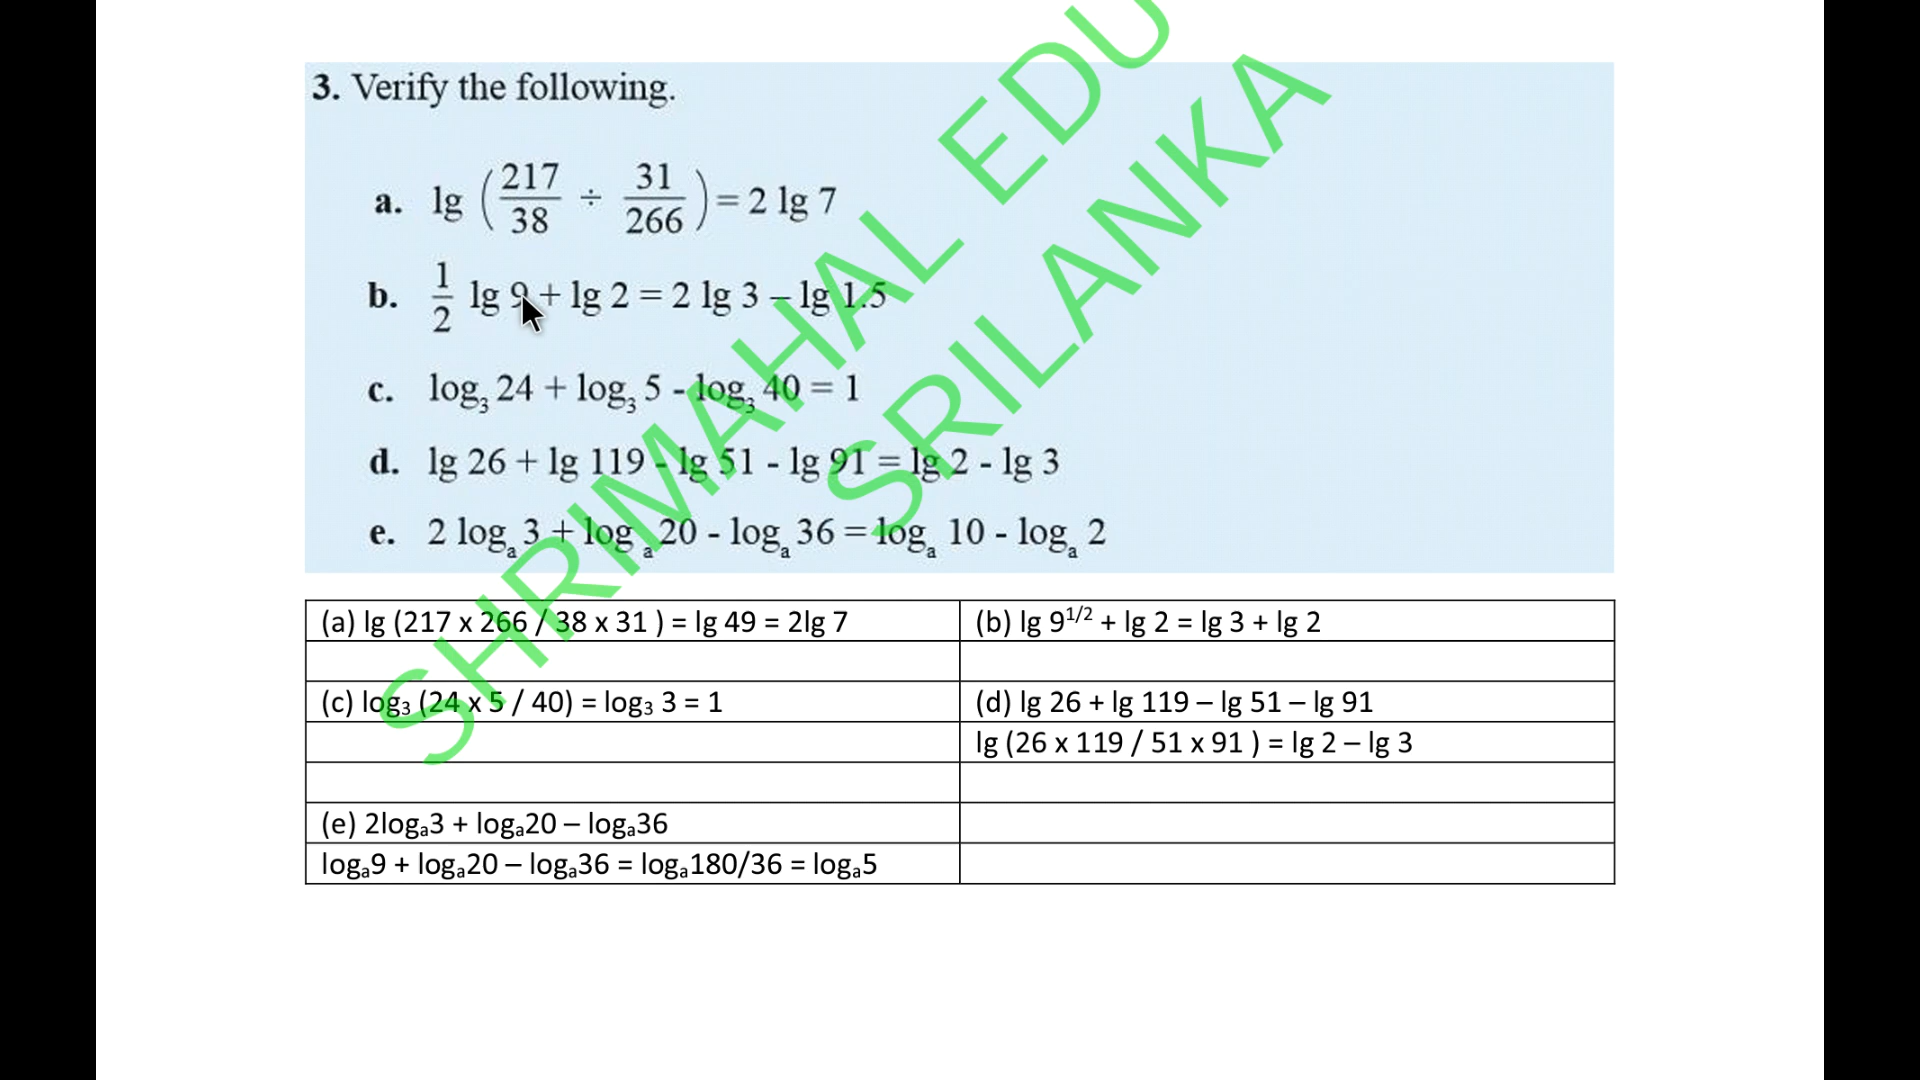 3. Verify the following.
a. lg (217/38 ÷ 31/266) = 2 lg 7
b. 1/2 lg 9 + lg 2 = 2 lg 3 – lg 1.5
c. log₃ 24 + log₃ 5 - log₃ 40 = 1
d. lg 26 + lg 119 - lg 51 - lg 91 = lg 2 - lg 3
e. 2 logₐ 3 + logₐ 20 - logₐ 36 = logₐ 10 - logₐ 2
(a) lg (217 x 266 / 38 x 31 ) = lg 49 = 2lg 7
(b) lg 9^1/2 + lg 2 = lg 3 + lg 2
(c) log₃ (24 x 5 / 40) = log₃ 3 = 1
(d) lg 26 + lg 119 – lg 51 – lg 91
lg (26 x 119 / 51 x 91 ) = lg 2 – lg 3
(e) 2logₐ3 + logₐ20 – logₐ36
logₐ9 + logₐ20 – logₐ36 = logₐ180/36 = logₐ5
SHRIMAHAL EDU
SRILANKA